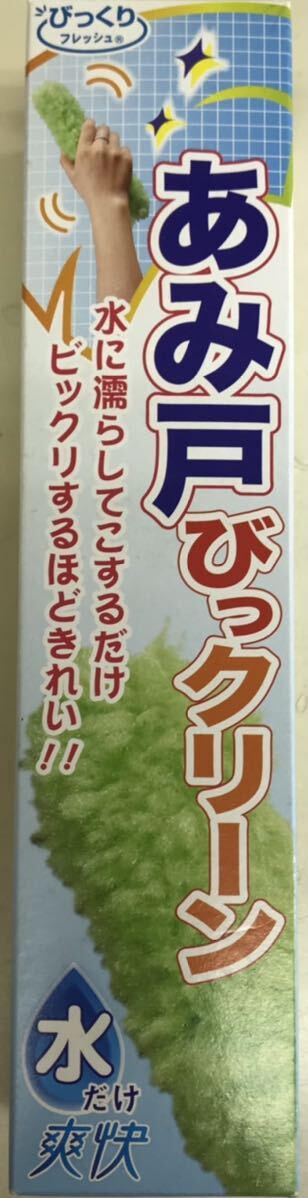 びっくり
フレッシュ®
あみ戸びっクリーン
水に濡らしてこするだけ
ビックリするほどきれい!!
水だけ
爽快